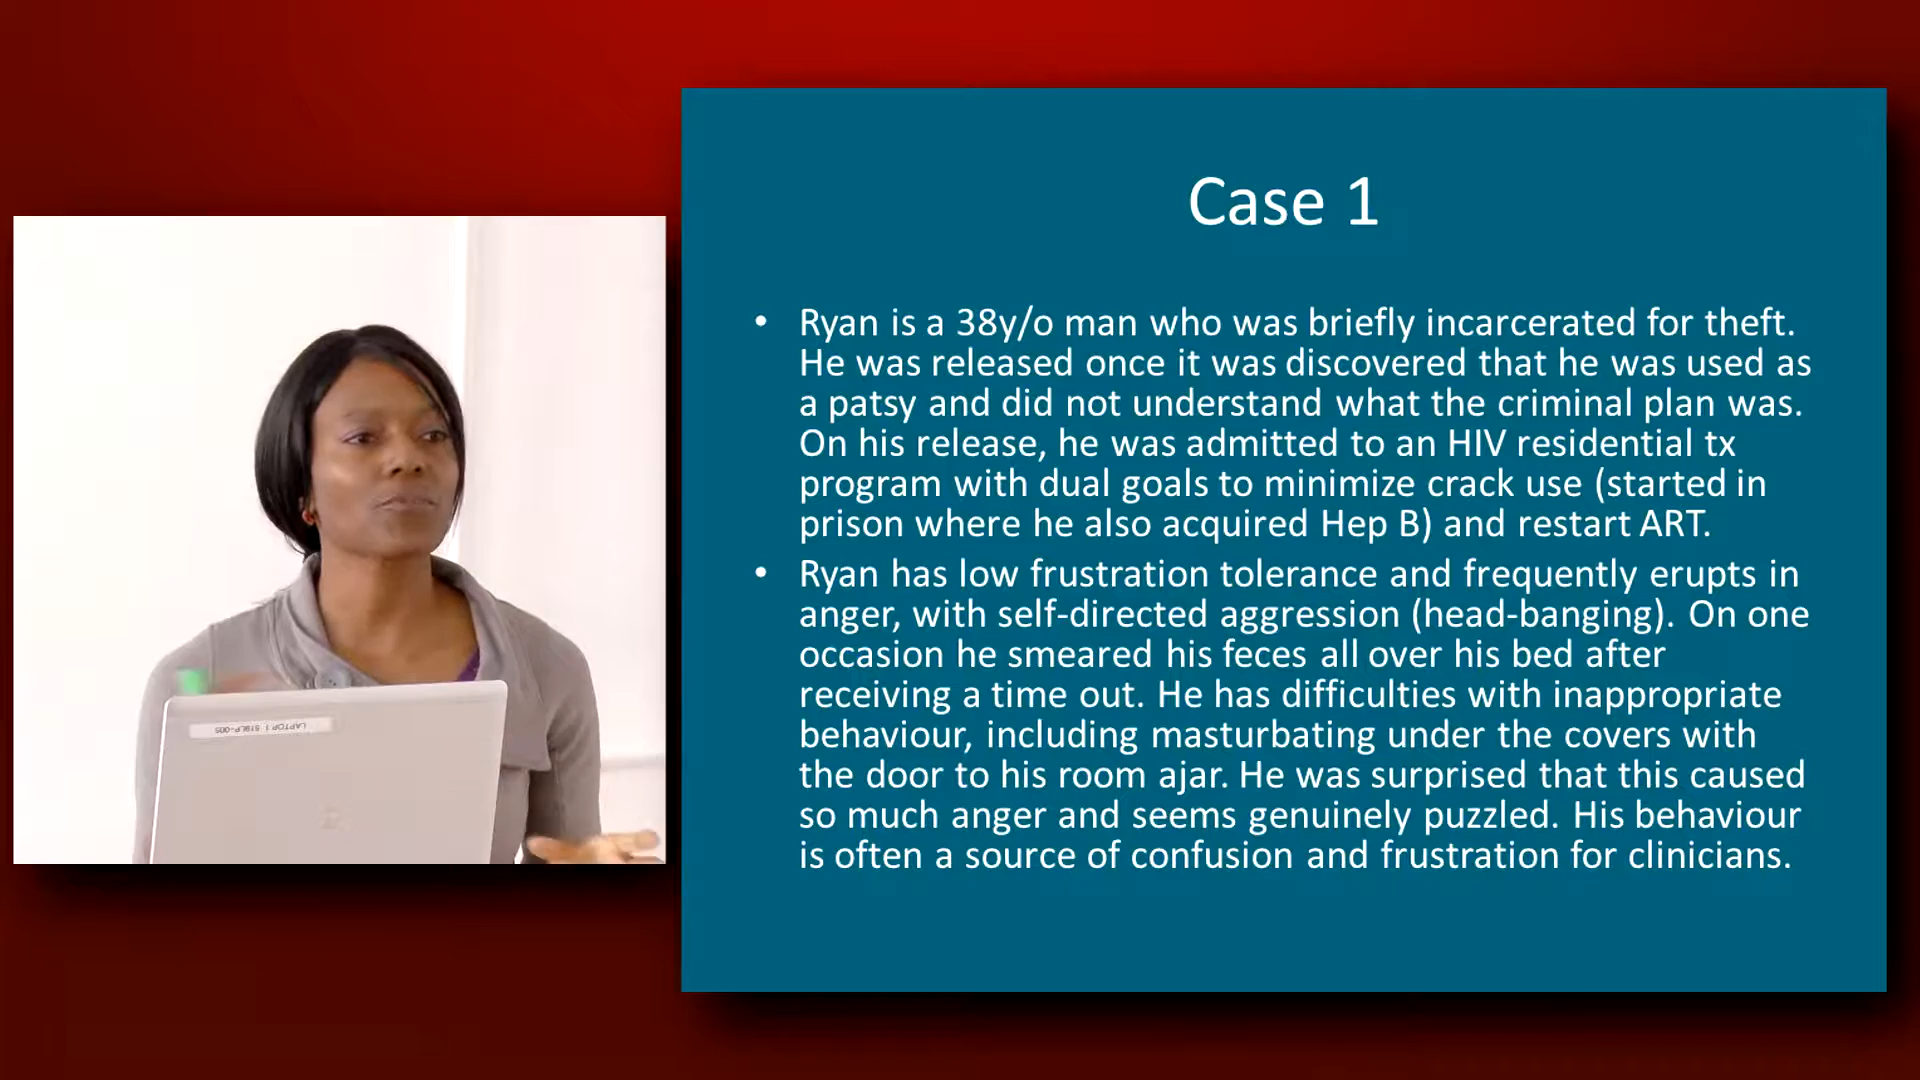 Case 1
• Ryan is a 38y/o man who was briefly incarcerated for theft.
He was released once it was discovered that he was used as
a patsy and did not understand what the criminal plan was.
On his release, he was admitted to an HIV residential tx
program with dual goals to minimize crack use (started in
prison where he also acquired Hep B) and restart ART.
• Ryan has low frustration tolerance and frequently erupts in
anger, with self-directed aggression (head-banging). On one
occasion he smeared his feces all over his bed after
receiving a time out. He has difficulties with inappropriate
behaviour, including masturbating under the covers with
the door to his room ajar. He was surprised that this caused
so much anger and seems genuinely puzzled. His behaviour
is often a source of confusion and frustration for clinicians.
LAPTOP 1